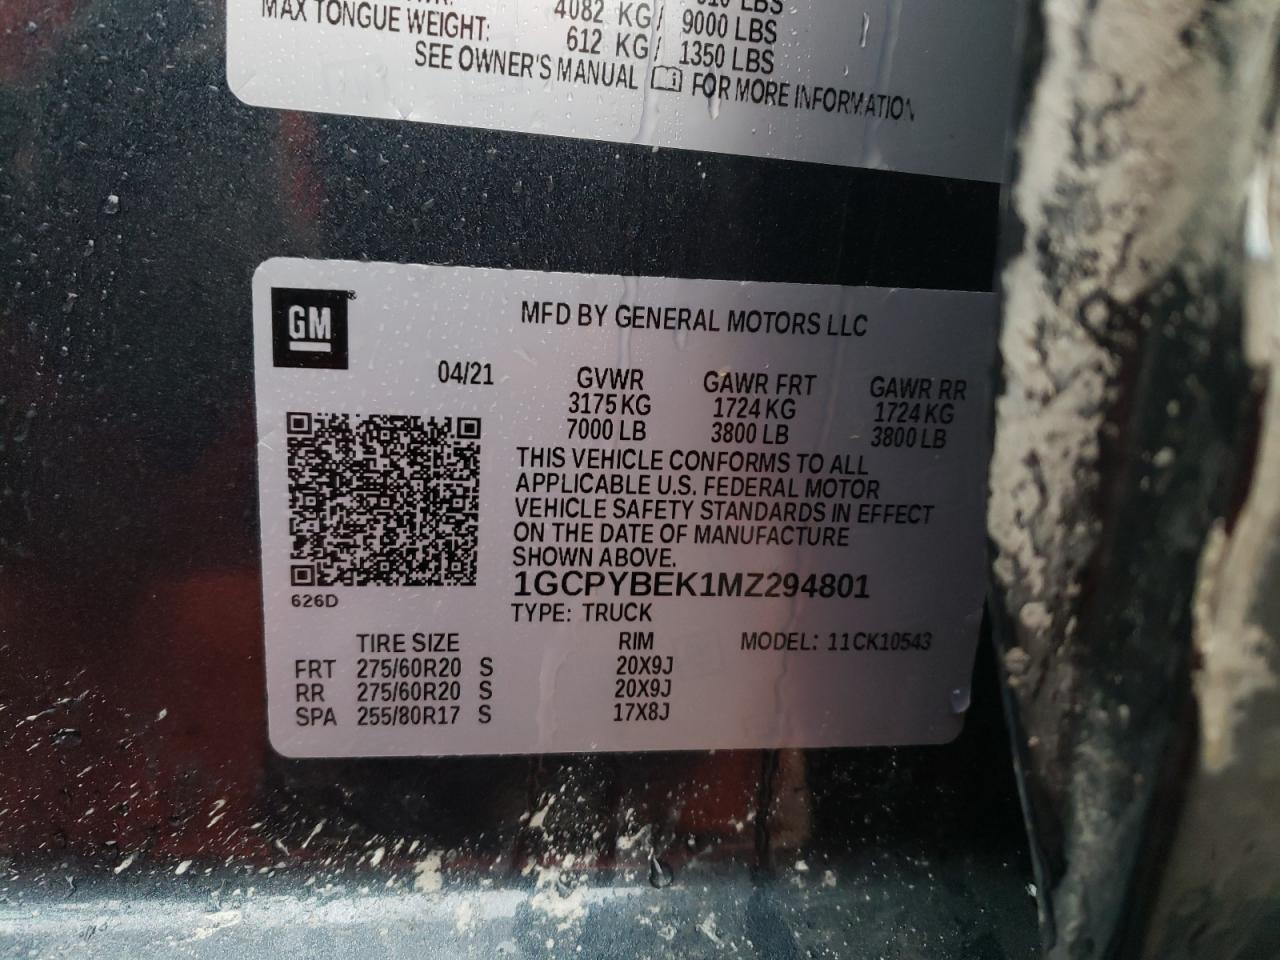 4082 KG/ 9000 LBS
MAX TONGUE WEIGHT: 612 KG/ 1350 LBS
SEE OWNER'S MANUAL FOR MORE INFORMATION
GM
MFD BY GENERAL MOTORS LLC
04/21 GVWR GAWR FRT GAWR RR
3175 KG 1724 KG 1724 KG
7000 LB 3800 LB 3800 LB
THIS VEHICLE CONFORMS TO ALL
APPLICABLE U.S. FEDERAL MOTOR
VEHICLE SAFETY STANDARDS IN EFFECT
ON THE DATE OF MANUFACTURE
SHOWN ABOVE.
1GCPYBEK1MZ294801
626D
TYPE: TRUCK
TIRE SIZE RIM MODEL: 11CK10543
FRT 275/60R20 S 20X9J
RR 275/60R20 S 20X9J
SPA 255/80R17 S 17X8J